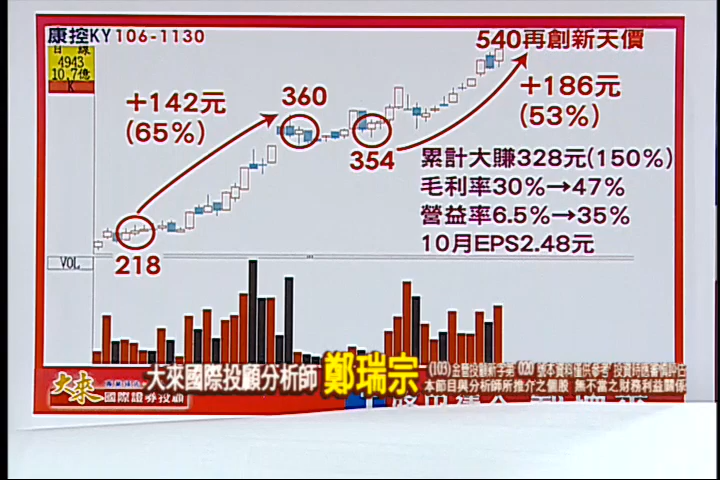 康控KY106-1130
日 線
4943
10.7億
K
540再創新天價
+142元
(65%)
360
+186元
(53%)
354
累計大賺328元(150%)
毛利率30%→47%
營益率6.5%→35%
10月EPS2.48元
218
VOL
大來國際投顧分析師 鄭瑞宗
大來
國際證券投顧
本節目與分析師所推介之個股 無不當之財務利益關係